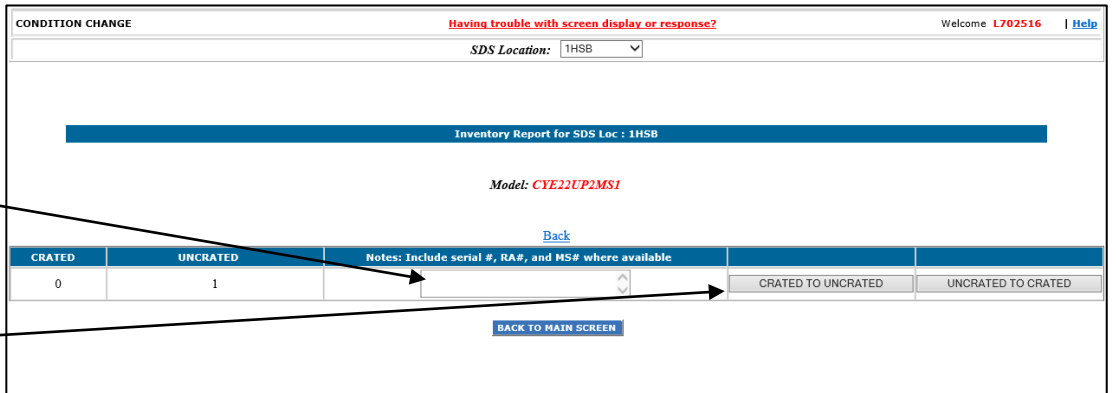 CONDITION CHANGE Having trouble with screen display or response? Welcome L702516 | Help
SDS Location: 1HSB
Inventory Report for SDS Loc : 1HSB
Model: CYE22UP2MS1
Back
CRATED UNCRATED Notes: Include serial #, RA#, and MS# where available
0 1 CRATED TO UNCRATED UNCRATED TO CRATED
BACK TO MAIN SCREEN